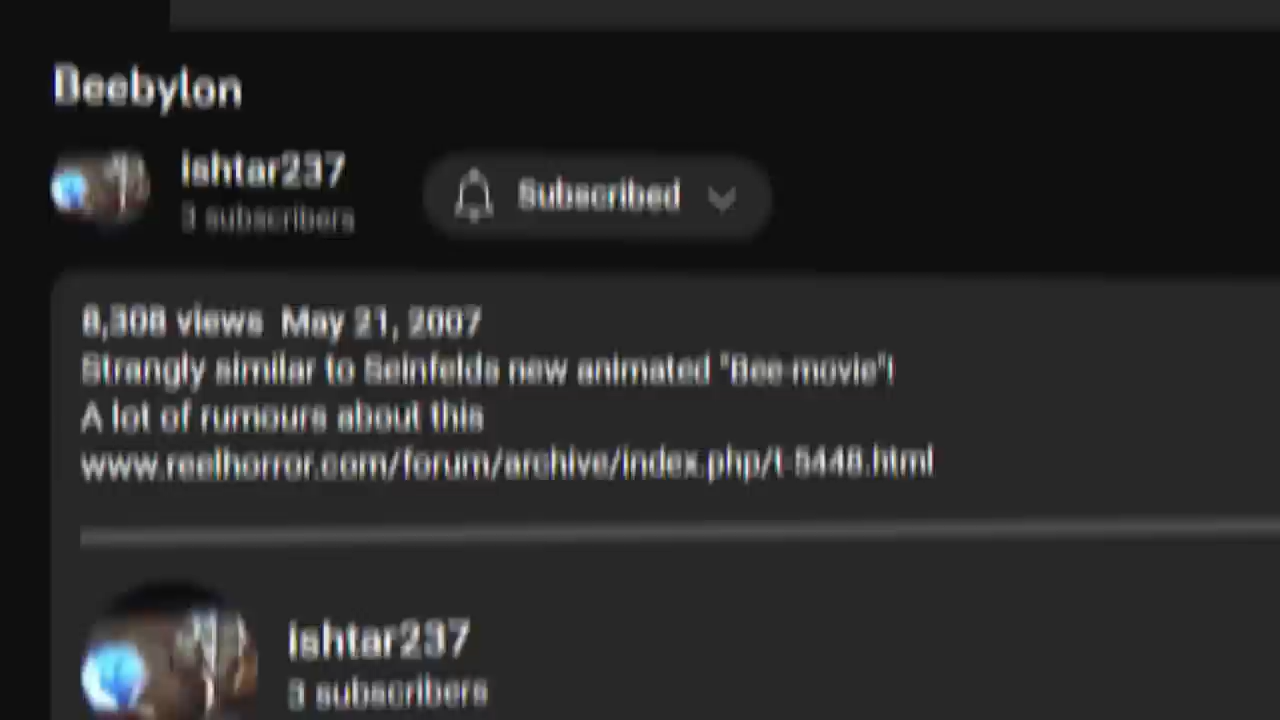 Beebylon
ishtar237
3 subscribers
Subscribed
8,308 views May 21, 2007
Strangly similar to Seinfelds new animated "Bee-movie"!
A lot of rumours about this
www.reelhorror.com/forum/archive/index.php/t-5448.html
ishtar237
3 subscribers